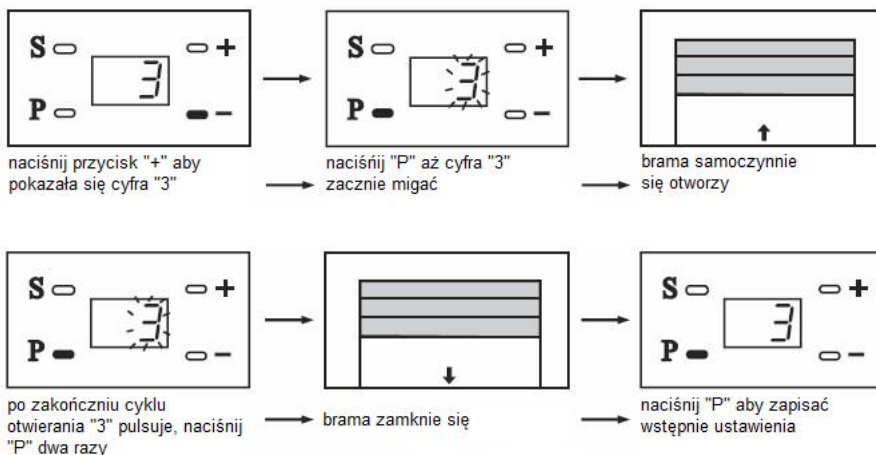 S + S +
3 3
P - P -
naciśnij przycisk "+" aby
pokazała się cyfra "3"
naciśńij "P" aż cyfra "3"
zacznie migać
brama samoczynnie
się otworzy
S + S +
3 3
P - P -
po zakończniu cyklu
otwierania "3" pulsuje, naciśnij
"P" dwa razy
brama zamknie się
naciśnij "P" aby zapisać
wstępnie ustawienia